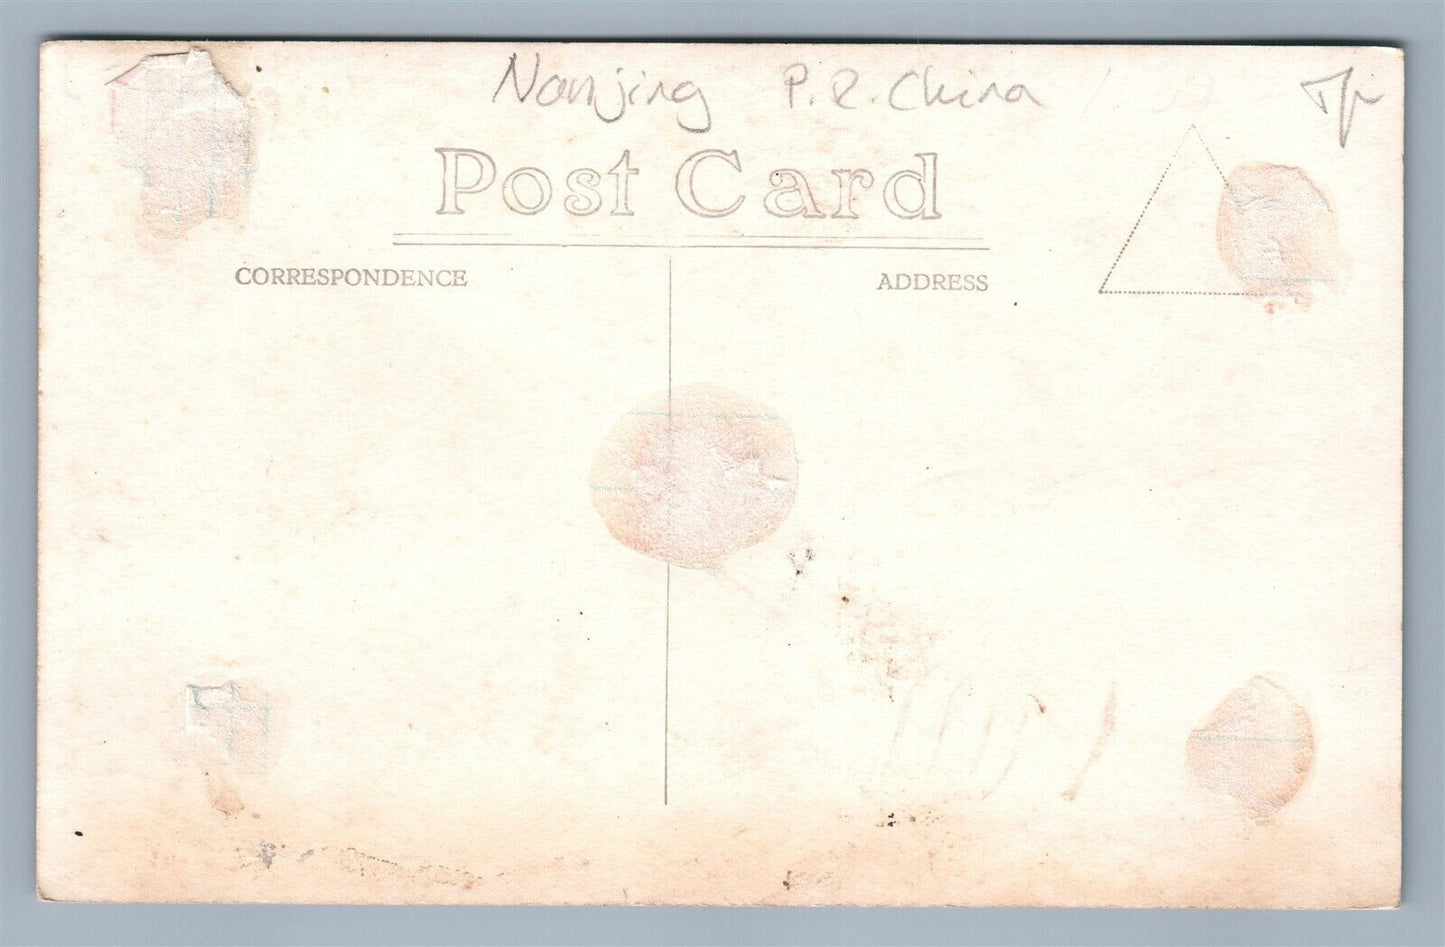 Nanjing P.R. China
Post Card
CORRESPONDENCE ADDRESS